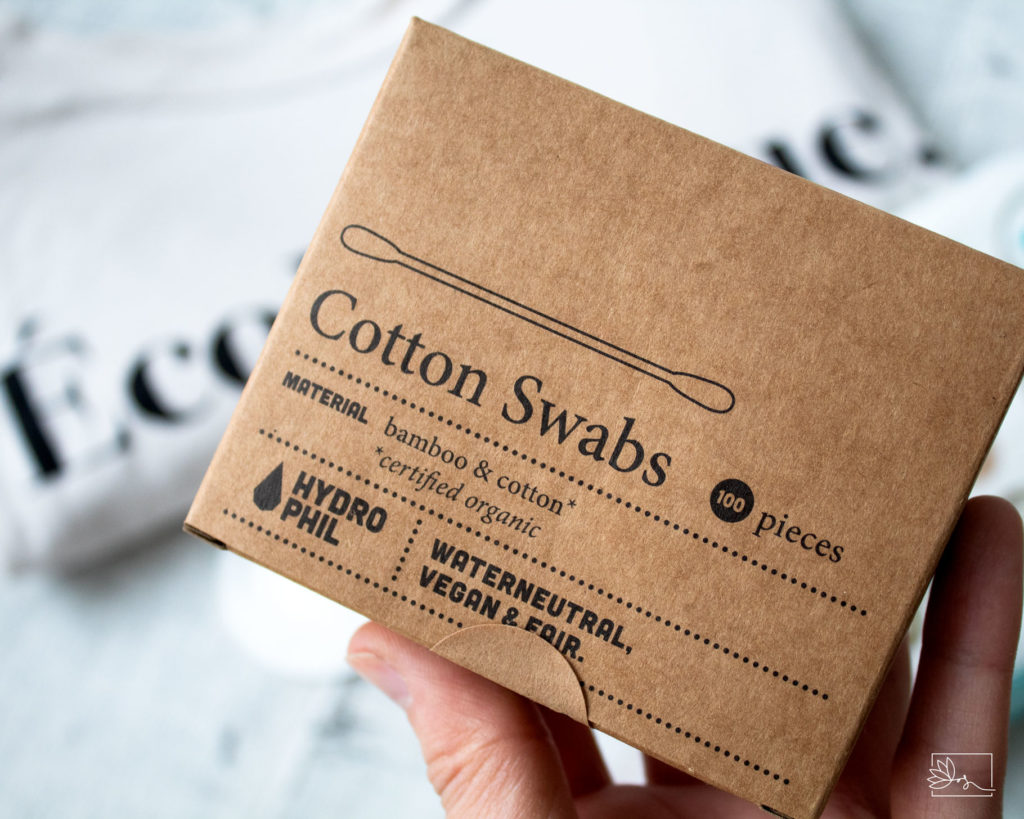 Cotton Swabs
100 pieces
MATERIAL bamboo & cotton*
*certified organic
HYDRO
PHIL
WATERNEUTRAL,
VEGAN & FAIR.